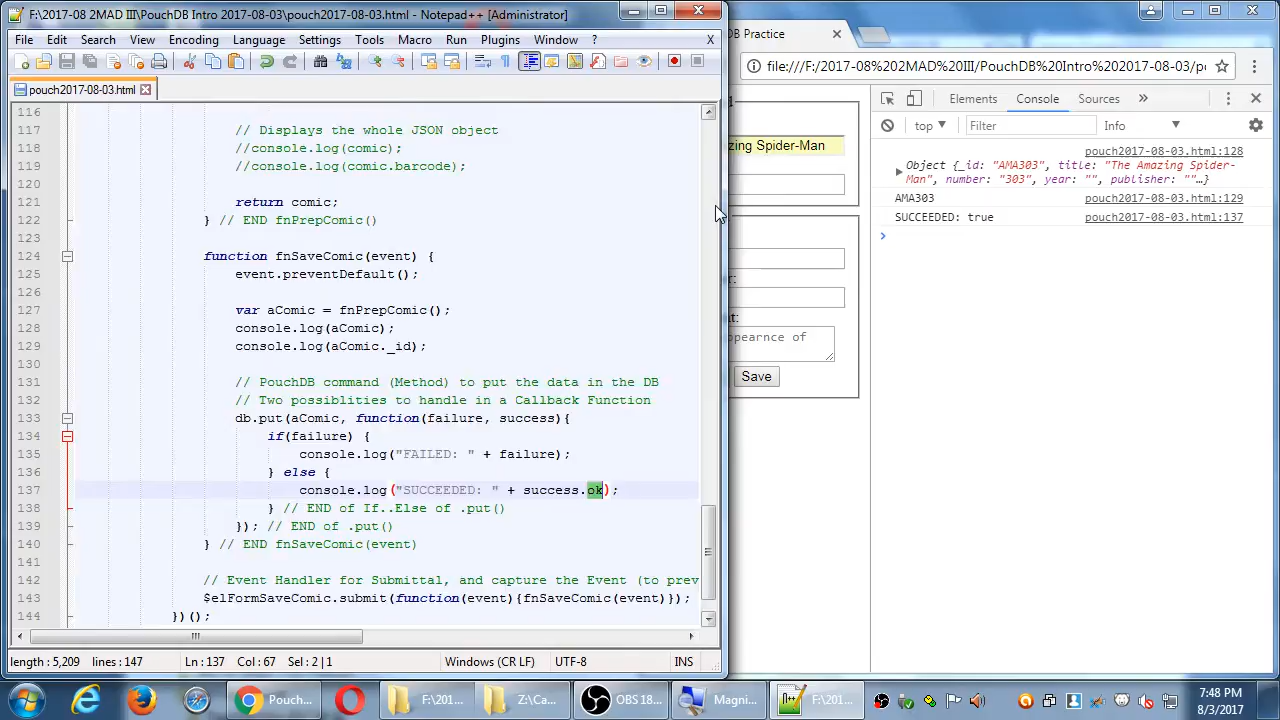 F:\2017-08 2MAD III\PouchDB Intro 2017-08-03\pouch2017-08-03.html - Notepad++ [Administrator]
File Edit Search View Encoding Language Settings Tools Macro Run Plugins Window ? X
pouch2017-08-03.html
116
117 // Displays the whole JSON object
118 //console.log(comic);
119 //console.log(comic.barcode);
120
121 return comic;
122 } // END fnPrepComic()
123
124 function fnSaveComic(event) {
125 event.preventDefault();
126
127 var aComic = fnPrepComic();
128 console.log(aComic);
129 console.log(aComic._id);
130
131 // PouchDB command (Method) to put the data in the DB
132 // Two possiblities to handle in a Callback Function
133 db.put(aComic, function(failure, success){
134 if(failure) {
135 console.log("FAILED: " + failure);
136 } else {
137 console.log("SUCCEEDED: " + success.ok);
138 } // END of If..Else of .put()
139 }); // END of .put()
140 } // END fnSaveComic(event)
141
142 // Event Handler for Submittal, and capture the Event (to prev
143 $elFormSaveComic.submit(function(event){fnSaveComic(event)});
144 })();
length : 5,209 lines : 147 Ln : 137 Col : 67 Sel : 2 | 1 Windows (CR LF) UTF-8 INS
DB Practice
file:///F:/2017-08%202MAD%20III/PouchDB%20Intro%202017-08-03/p
zing Spider-Man
r:
nt:
ppearnce of
Save
Elements Console Sources »
top Filter Info
pouch2017-08-03.html:128
Object {_id: "AMA303", title: "The Amazing Spider-
Man", number: "303", year: "", publisher: ""…}
AMA303 pouch2017-08-03.html:129
SUCCEEDED: true pouch2017-08-03.html:137
Pouch...
F:\201...
Z:\Ca...
OBS 18...
Magni...
F:\201...
7:48 PM
8/3/2017